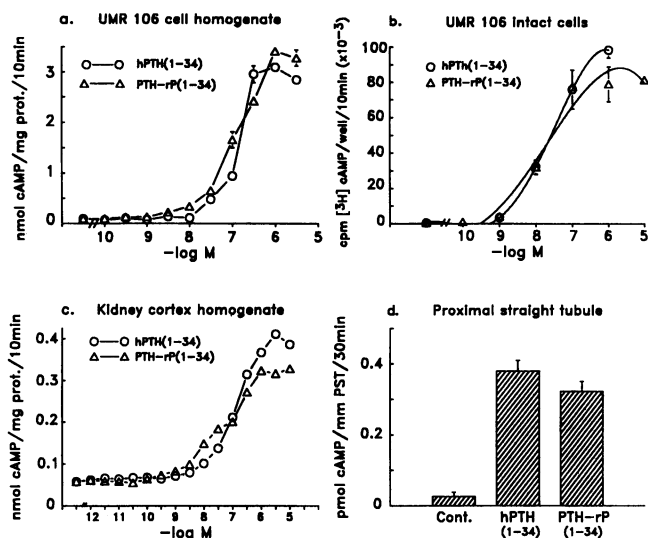 a. UMR 106 cell homogenate
nmol cAMP/mg prot./10min
3
2
1
0
hPTH(1-34)
PTH-rP(1-34)
10 9 8 7 6 5
-log M
b. UMR 106 intact cells
cpm [³H] cAMP/well/10min (x10⁻³)
100
80
60
40
20
0
hPTh(1-34)
PTH-rP(1-34)
10 9 8 7 6 5
-log M
c. Kidney cortex homogenate
nmol cAMP/mg prot./10min
0.4
0.3
0.2
0.1
0
hPTH(1-34)
PTH-rP(1-34)
12 11 10 9 8 7 6 5
-log M
d. Proximal straight tubule
pmol cAMP/mm PST/30min
0.4
0.2
0
Cont. hPTH PTH-rP
(1-34) (1-34)